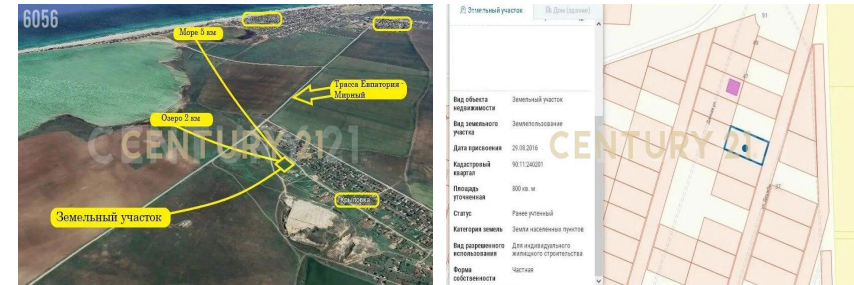 6056
Море 5 км
Трасса Евпатория -
Мирный
Озеро 2 км
Земельный участок
Крыловка
CENTURY 21
Земельный участок
Дом (здание)
Вид объекта
недвижимости
Земельный участок
Вид земельного
участка
Землепользование
Дата присвоения
29.08.2016
Кадастровый
квартал
90:11:240201
Площадь
уточненная
800 кв. м
Статус
Ранее учтенный
Категория земель
Земли населенных пунктов
Вид разрешенного
использования
Для индивидуального
жилищного строительства
Форма
собственности
Частная
CENTURY 21